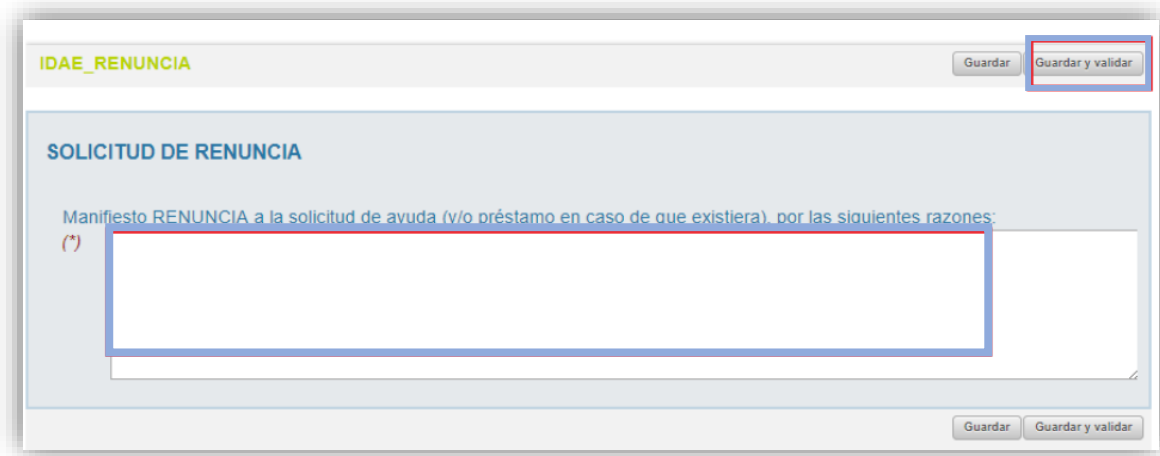 IDAE_RENUNCIA Guardar Guardar y validar
SOLICITUD DE RENUNCIA
Manifiesto RENUNCIA a la solicitud de ayuda (y/o préstamo en caso de que existiera), por las siguientes razones:
(*)
Guardar Guardar y validar